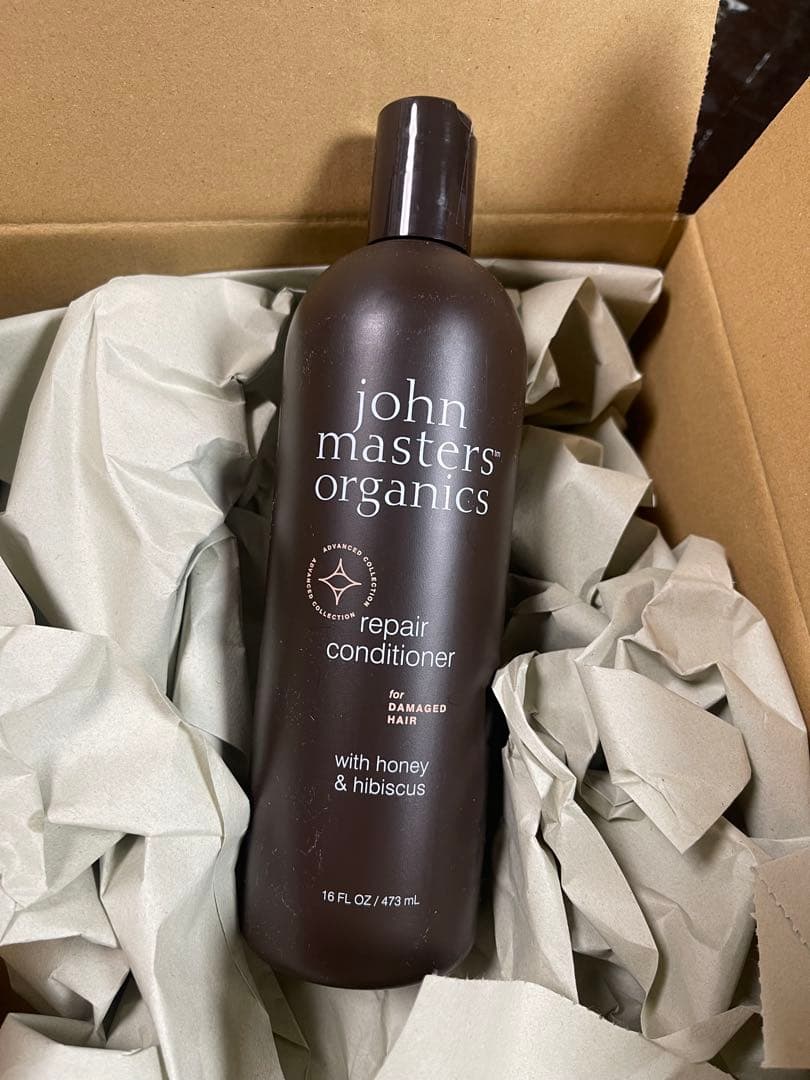 john
masters™
organics
ADVANCED COLLECTION
ADVANCED COLLECTION
repair
conditioner
for
DAMAGED
HAIR
with honey
& hibiscus
16 FL OZ / 473 mL